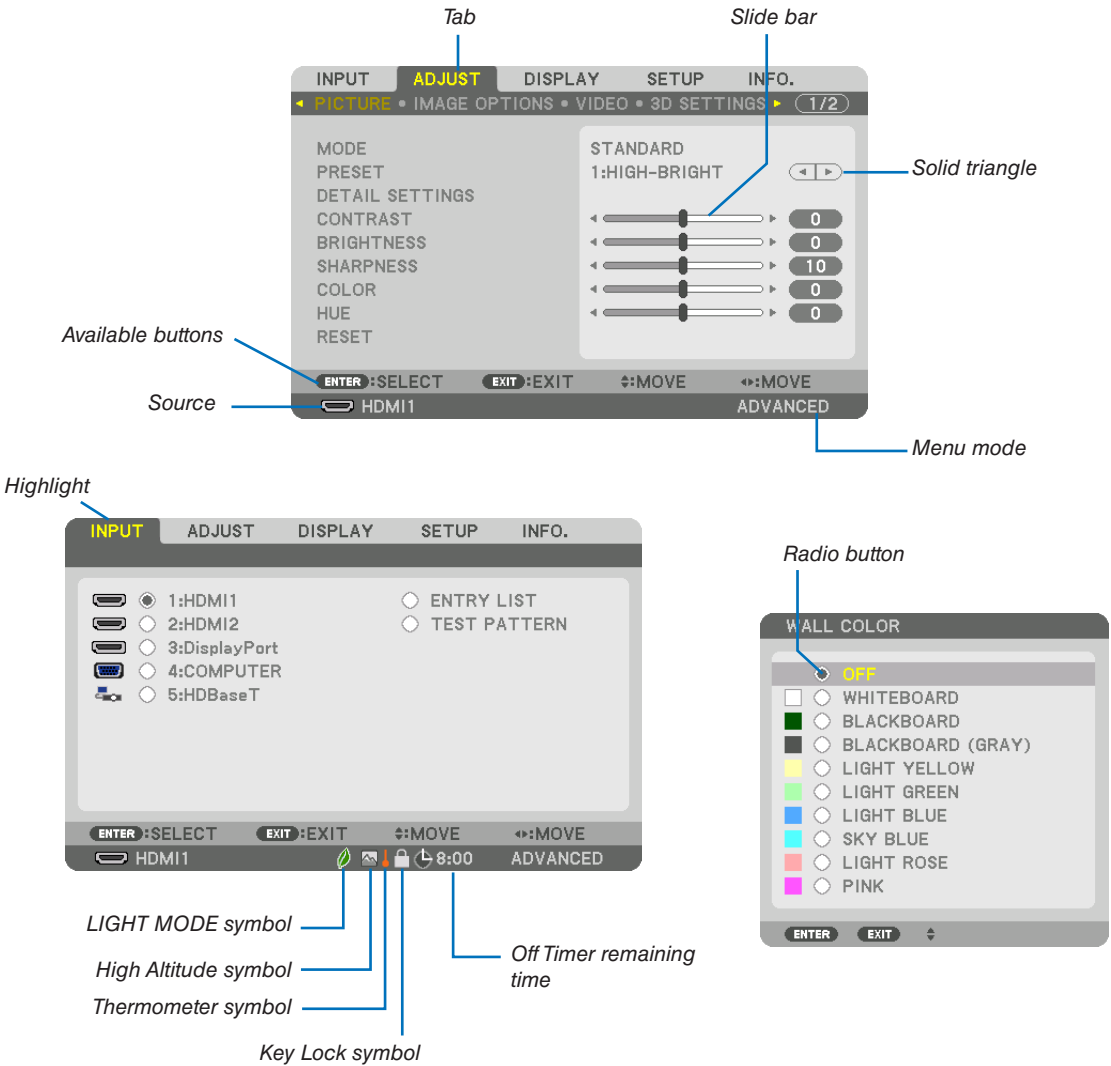 Tab
Slide bar
INPUT ADJUST DISPLAY SETUP INFO.
PICTURE • IMAGE OPTIONS • VIDEO • 3D SETTINGS 1/2
MODE STANDARD
PRESET 1:HIGH-BRIGHT
Solid triangle
DETAIL SETTINGS
CONTRAST 0
BRIGHTNESS 0
SHARPNESS 10
COLOR 0
HUE 0
RESET
Available buttons
ENTER :SELECT EXIT :EXIT :MOVE :MOVE
Source
HDMI1 ADVANCED
Menu mode
Highlight
INPUT ADJUST DISPLAY SETUP INFO.
1:HDMI1 ENTRY LIST
2:HDMI2 TEST PATTERN
3:DisplayPort
4:COMPUTER
5:HDBaseT
ENTER :SELECT EXIT :EXIT :MOVE :MOVE
HDMI1 8:00 ADVANCED
LIGHT MODE symbol
High Altitude symbol
Thermometer symbol
Key Lock symbol
Off Timer remaining
time
Radio button
WALL COLOR
OFF
WHITEBOARD
BLACKBOARD
BLACKBOARD (GRAY)
LIGHT YELLOW
LIGHT GREEN
LIGHT BLUE
SKY BLUE
LIGHT ROSE
PINK
ENTER EXIT